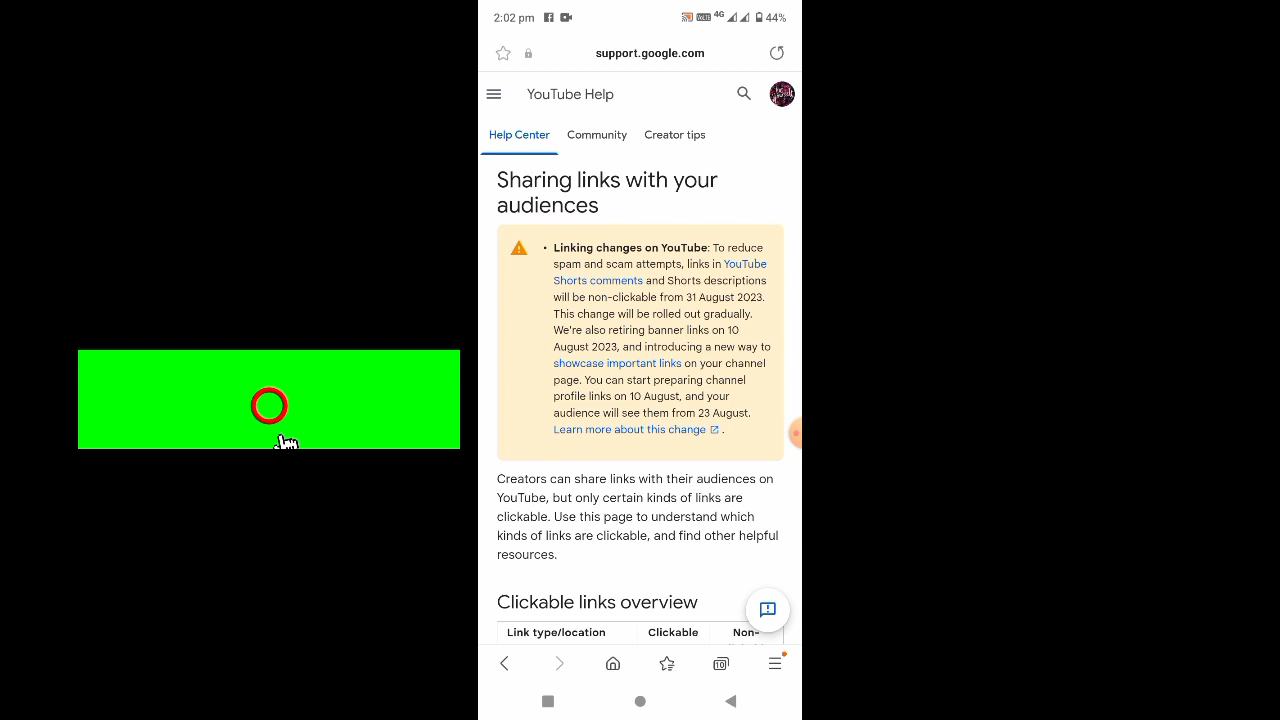 2:02 pm
VoLTE 4G 44%
support.google.com
YouTube Help
Help Center Community Creator tips
Sharing links with your
audiences
• Linking changes on YouTube: To reduce
spam and scam attempts, links in YouTube
Shorts comments and Shorts descriptions
will be non-clickable from 31 August 2023.
This change will be rolled out gradually.
We're also retiring banner links on 10
August 2023, and introducing a new way to
showcase important links on your channel
page. You can start preparing channel
profile links on 10 August, and your
audience will see them from 23 August.
Learn more about this change .
Creators can share links with their audiences on
YouTube, but only certain kinds of links are
clickable. Use this page to understand which
kinds of links are clickable, and find other helpful
resources.
Clickable links overview
Link type/location Clickable Non-
10